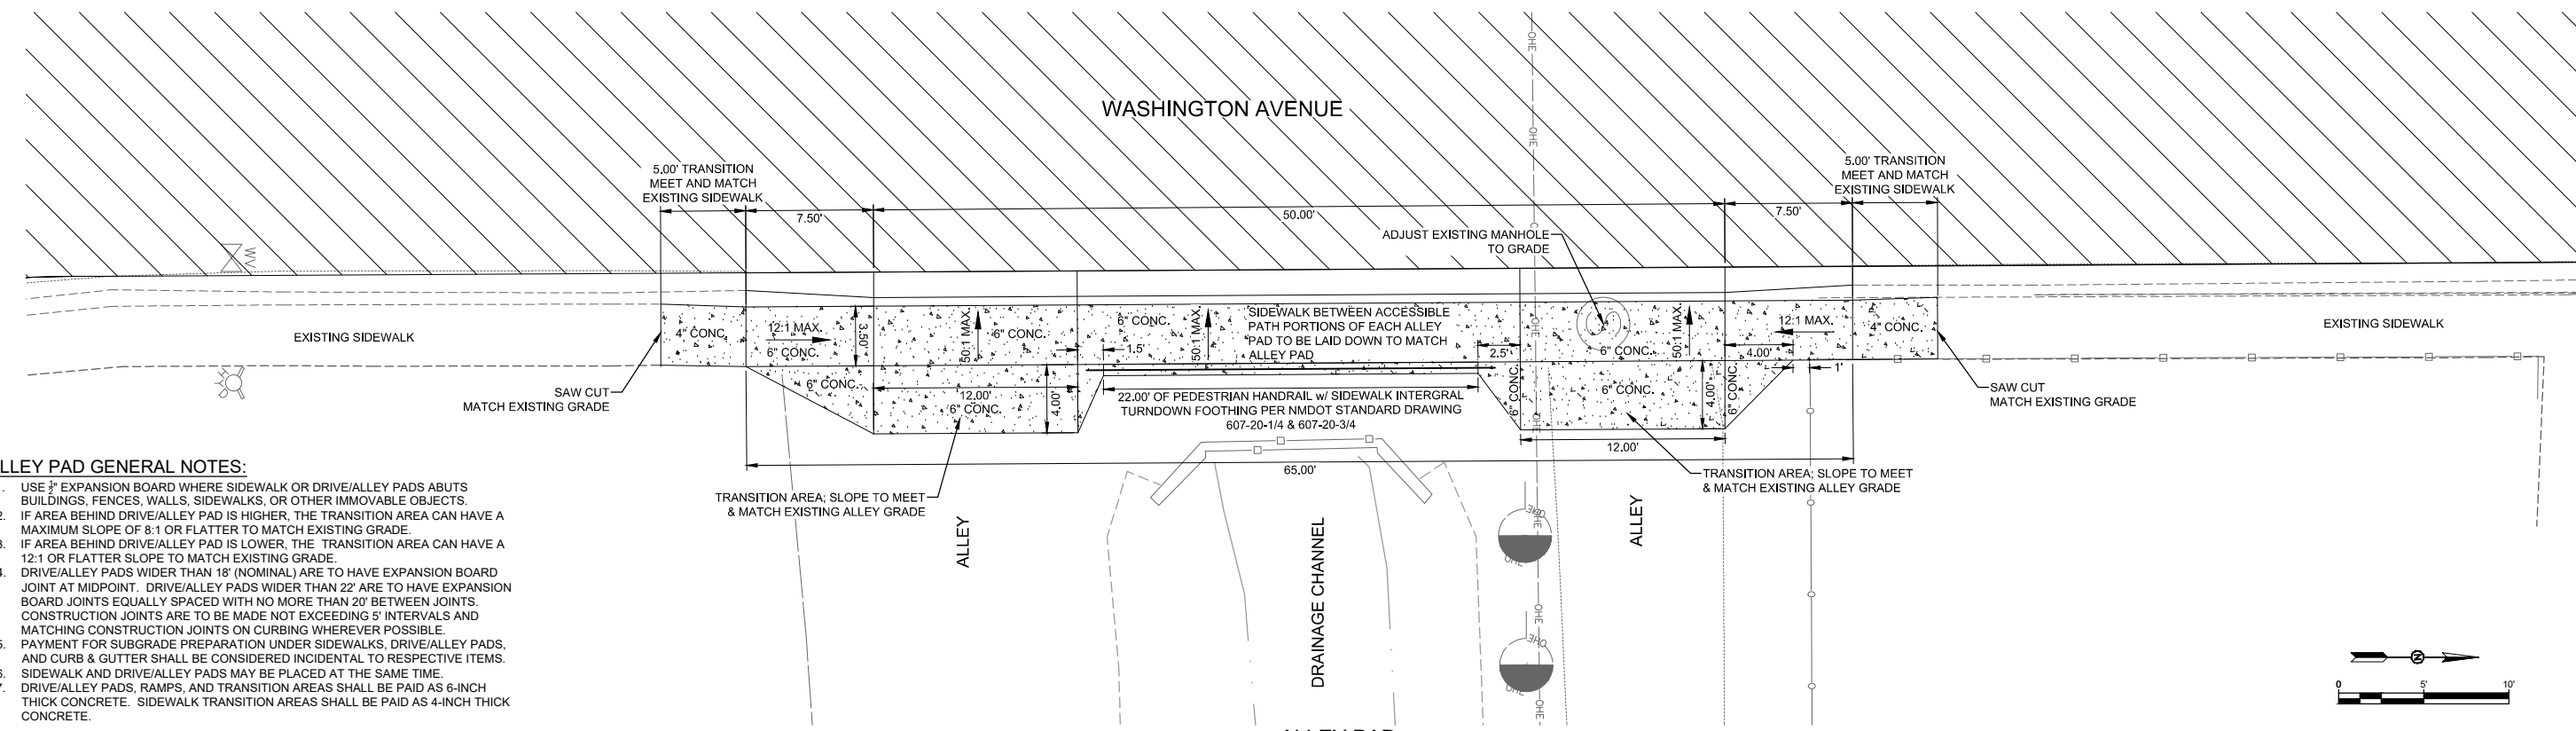 WASHINGTON AVENUE
5.00' TRANSITION
MEET AND MATCH
EXISTING SIDEWALK
7.50'
50.00'
7.50'
5.00' TRANSITION
MEET AND MATCH
EXISTING SIDEWALK
ADJUST EXISTING MANHOLE
TO GRADE
OHE
OHE
OHE
OHE
WV
EXISTING SIDEWALK
4" CONC.
12:1 MAX.
6" CONC.
3.50'
50:1 MAX.
6" CONC.
6" CONC.
1.5'
50:1 MAX.
SIDEWALK BETWEEN ACCESSIBLE
PATH PORTIONS OF EACH ALLEY
PAD TO BE LAID DOWN TO MATCH
ALLEY PAD
2.5'
6" CONC.
50:1 MAX.
12:1 MAX.
4.00'
4" CONC.
1'
EXISTING SIDEWALK
SAW CUT
MATCH EXISTING GRADE
6" CONC.
12.00'
6" CONC.
4.00'
22.00' OF PEDESTRIAN HANDRAIL w/ SIDEWALK INTERGRAL
TURNDOWN FOOTHING PER NMDOT STANDARD DRAWING
607-20-1/4 & 607-20-3/4
6" CONC.
6" CONC.
4.00'
6" CONC.
12.00'
SAW CUT
MATCH EXISTING GRADE
65.00'
TRANSITION AREA; SLOPE TO MEET
& MATCH EXISTING ALLEY GRADE
TRANSITION AREA; SLOPE TO MEET
& MATCH EXISTING ALLEY GRADE
ALLEY
DRAINAGE CHANNEL
ALLEY
OHE
OHE
OHE
OHE
OHE
OHE
OHE
LLEY PAD GENERAL NOTES:
. USE ½" EXPANSION BOARD WHERE SIDEWALK OR DRIVE/ALLEY PADS ABUTS
BUILDINGS, FENCES, WALLS, SIDEWALKS, OR OTHER IMMOVABLE OBJECTS.
2. IF AREA BEHIND DRIVE/ALLEY PAD IS HIGHER, THE TRANSITION AREA CAN HAVE A
MAXIMUM SLOPE OF 8:1 OR FLATTER TO MATCH EXISTING GRADE.
3. IF AREA BEHIND DRIVE/ALLEY PAD IS LOWER, THE TRANSITION AREA CAN HAVE A
12:1 OR FLATTER SLOPE TO MATCH EXISTING GRADE.
4. DRIVE/ALLEY PADS WIDER THAN 18' (NOMINAL) ARE TO HAVE EXPANSION BOARD
JOINT AT MIDPOINT. DRIVE/ALLEY PADS WIDER THAN 22' ARE TO HAVE EXPANSION
BOARD JOINTS EQUALLY SPACED WITH NO MORE THAN 20' BETWEEN JOINTS.
CONSTRUCTION JOINTS ARE TO BE MADE NOT EXCEEDING 5' INTERVALS AND
MATCHING CONSTRUCTION JOINTS ON CURBING WHEREVER POSSIBLE.
5. PAYMENT FOR SUBGRADE PREPARATION UNDER SIDEWALKS, DRIVE/ALLEY PADS,
AND CURB & GUTTER SHALL BE CONSIDERED INCIDENTAL TO RESPECTIVE ITEMS.
6. SIDEWALK AND DRIVE/ALLEY PADS MAY BE PLACED AT THE SAME TIME.
7. DRIVE/ALLEY PADS, RAMPS, AND TRANSITION AREAS SHALL BE PAID AS 6-INCH
THICK CONCRETE. SIDEWALK TRANSITION AREAS SHALL BE PAID AS 4-INCH THICK
CONCRETE.
N
0 5' 10'